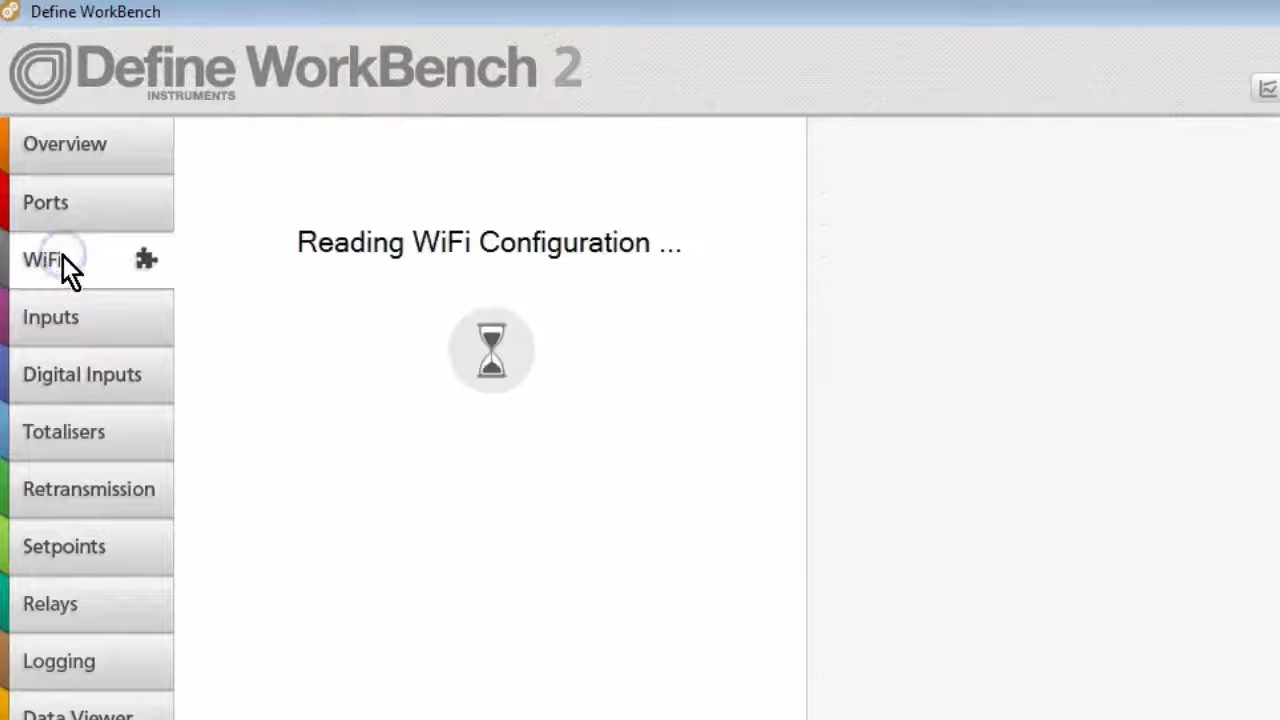 Define WorkBench
Define WorkBench 2
INSTRUMENTS
Overview
Ports
WiFi
Inputs
Digital Inputs
Totalisers
Retransmission
Setpoints
Relays
Logging
Data Viewer
Reading WiFi Configuration ...